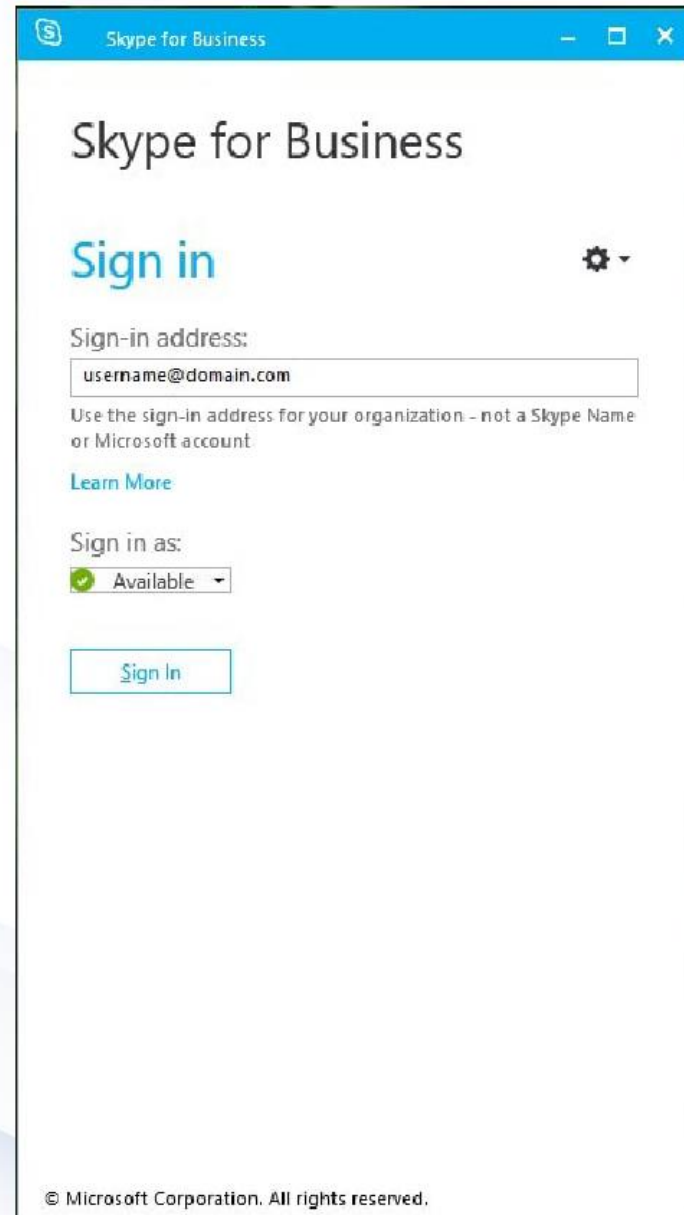 Skype for Business
Skype for Business
Sign in
Sign-in address:
username@domain.com
Use the sign-in address for your organization - not a Skype Name
or Microsoft account
Learn More
Sign in as:
Available
Sign In
© Microsoft Corporation. All rights reserved.